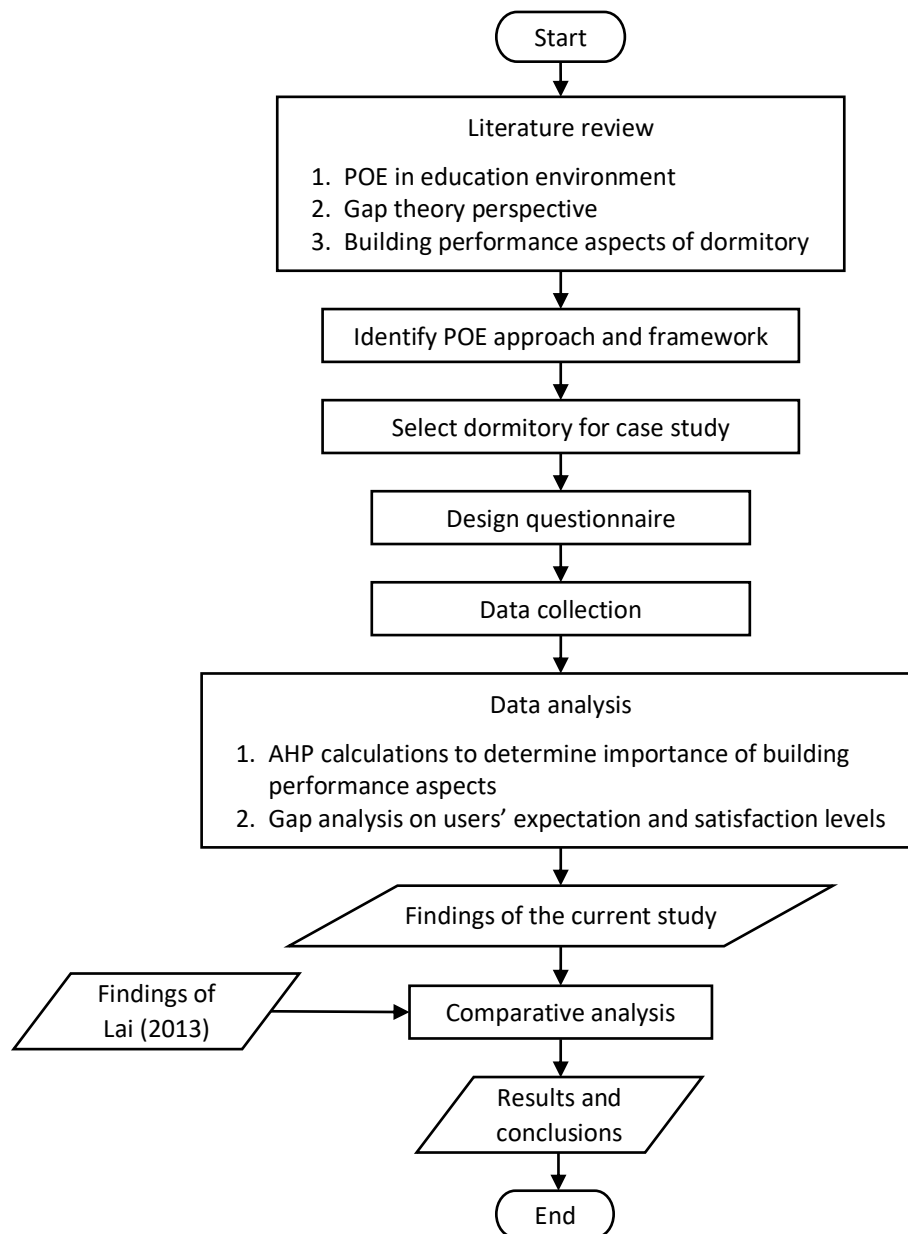 Start
Literature review
1. POE in education environment
2. Gap theory perspective
3. Building performance aspects of dormitory
Identify POE approach and framework
Select dormitory for case study
Design questionnaire
Data collection
Data analysis
1. AHP calculations to determine importance of building
performance aspects
2. Gap analysis on users’ expectation and satisfaction levels
Findings of the current study
Findings of
Lai (2013)
Comparative analysis
Results and
conclusions
End